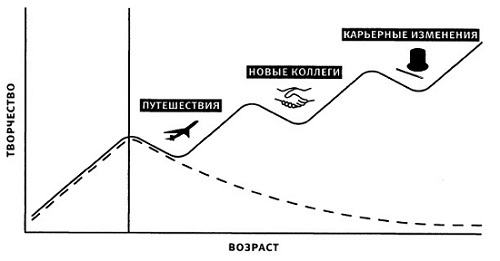 КАРЬЕРНЫЕ ИЗМЕНЕНИЯ
НОВЫЕ КОЛЛЕГИ
ПУТЕШЕСТВИЯ
ТВОРЧЕСТВО
ВОЗРАСТ